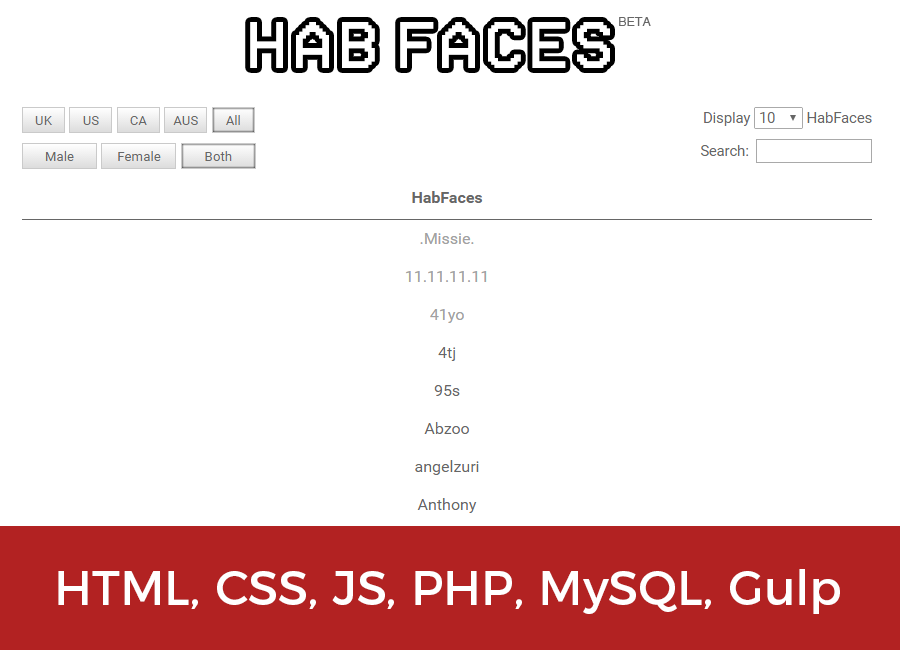 HAB FACES BETA
UK US CA AUS All
Display 10 HabFaces
Male Female Both
Search:
HabFaces
.Missie.
11.11.11.11
41yo
4tj
95s
Abzoo
angelzuri
Anthony
HTML, CSS, JS, PHP, MySQL, Gulp